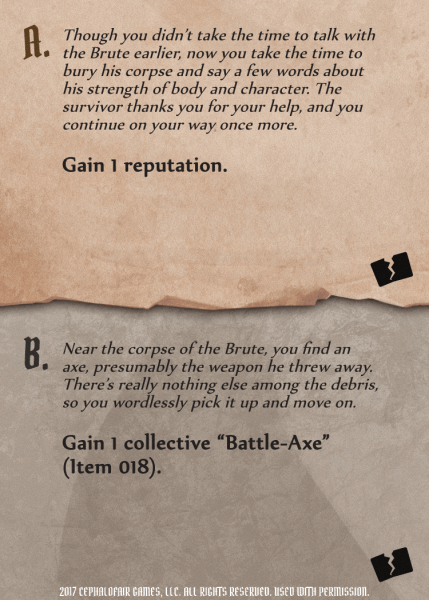 A. Though you didn't take the time to talk with
the Brute earlier, now you take the time to
bury his corpse and say a few words about
his strength of body and character. The
survivor thanks you for your help, and you
continue on your way once more.
Gain 1 reputation.
B. Near the corpse of the Brute, you find an
axe, presumably the weapon he threw away.
There's really nothing else among the debris,
so you wordlessly pick it up and move on.
Gain 1 collective “Battle-Axe”
(Item 018).
2017 CEPHALOFAIR GAMES, LLC. ALL RIGHTS RESERVED. USED WITH PERMISSION.